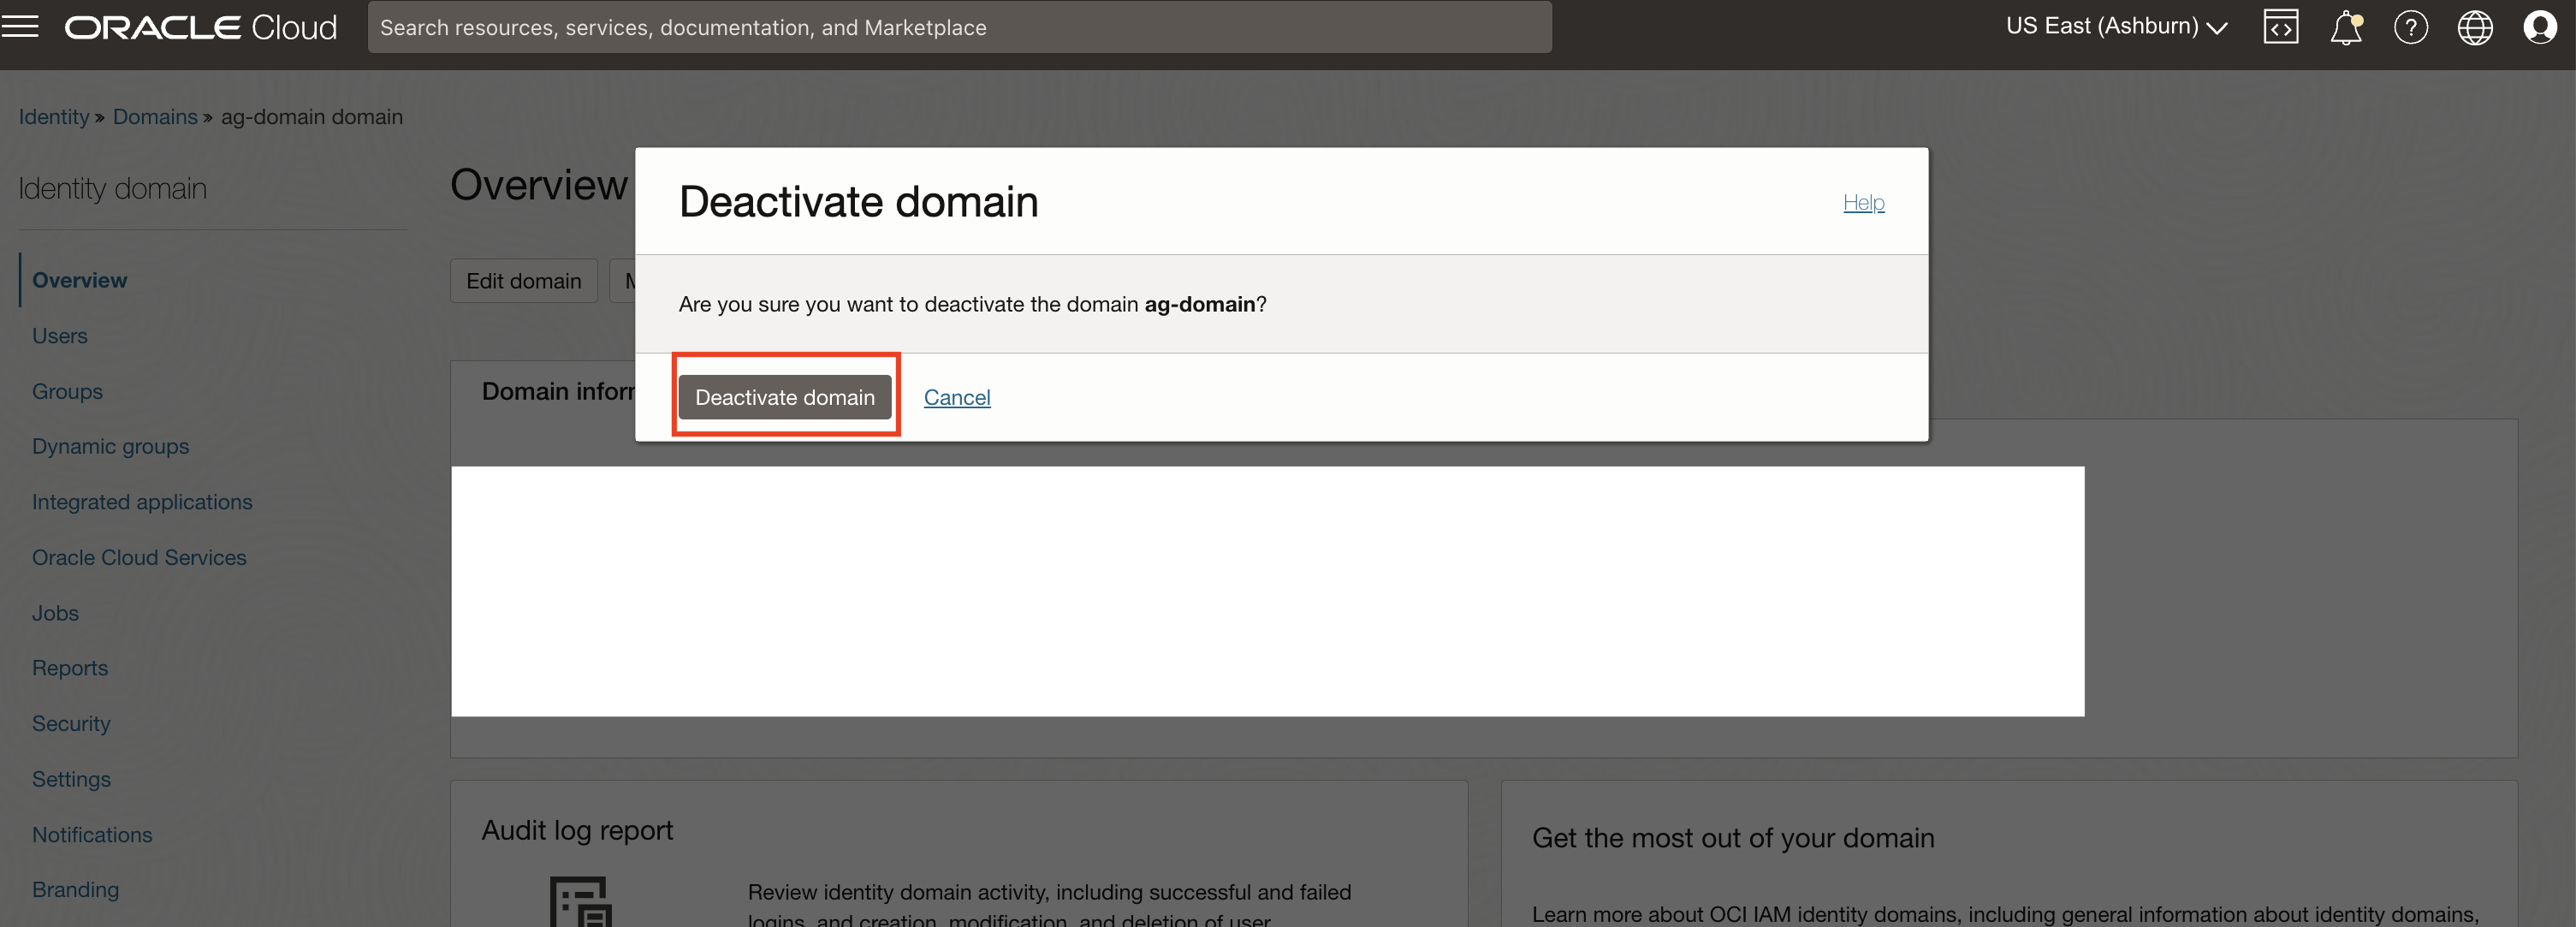 ORACLE Cloud
Search resources, services, documentation, and Marketplace
US East (Ashburn)
Identity » Domains » ag-domain domain
Identity domain
Overview
Users
Groups
Dynamic groups
Integrated applications
Oracle Cloud Services
Jobs
Reports
Security
Settings
Notifications
Branding
Overview
Edit domain
Domain
Deactivate domain
Help
Are you sure you want to deactivate the domain ag-domain?
Deactivate domain
Cancel
Audit log report
Review identity domain activity, including successful and failed
logins, and creation, modification, and deletion of user
Get the most out of your domain
Learn more about OCI IAM identity domains, including general information about identity domains,